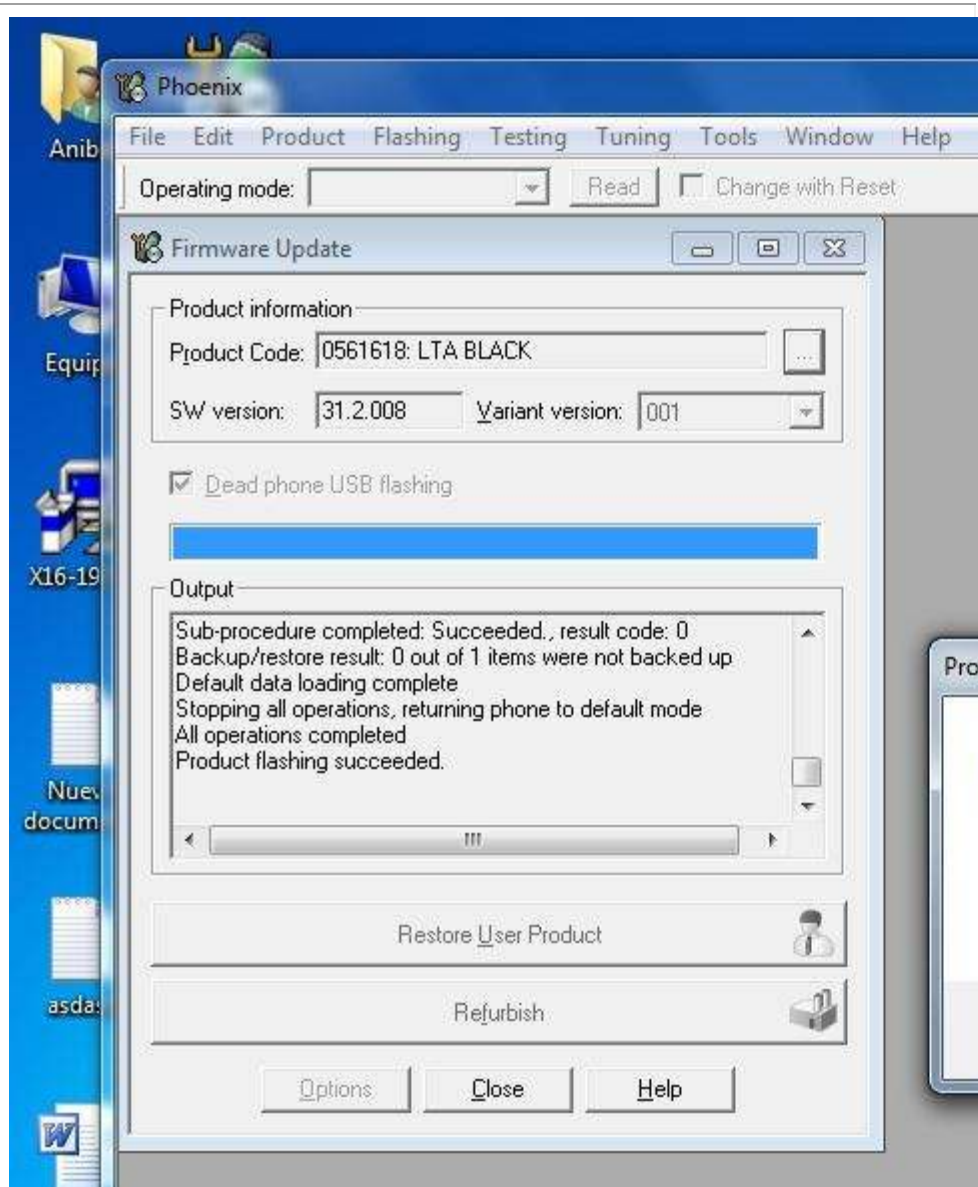 Phoenix
Anib
File Edit Product Flashing Testing Tuning Tools Window Help
Operating mode: Read Change with Reset
Firmware Update
Product information
Product Code: 0561618: LTA BLACK ...
Equip
SW version: 31.2.008 Variant version: 001
Dead phone USB flashing
X16-19
Output
Sub-procedure completed: Succeeded., result code: 0
Backup/restore result: 0 out of 1 items were not backed up
Default data loading complete
Stopping all operations, returning phone to default mode
All operations completed
Product flashing succeeded.
Pro
Nuev
docum
Restore User Product
asdas
Refurbish
Options Close Help
W